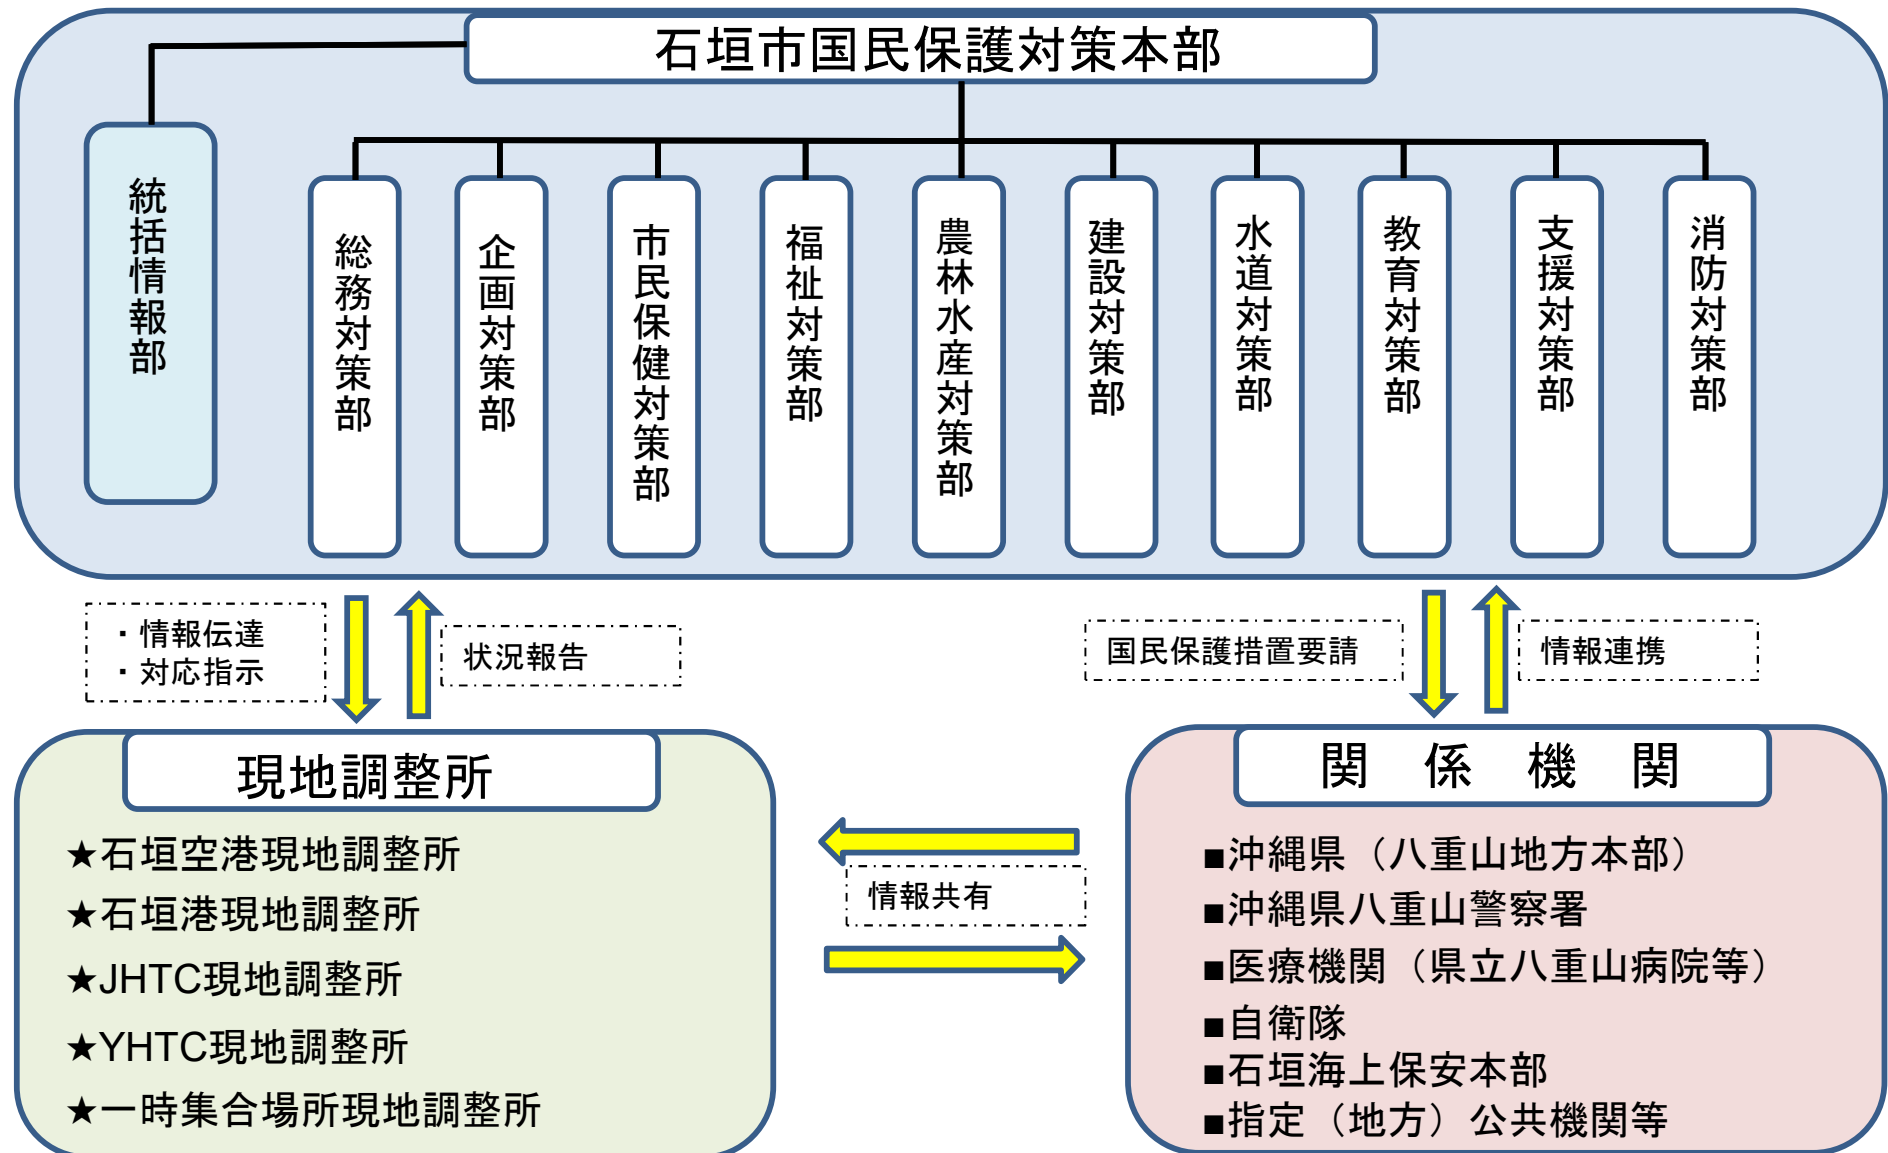 石垣市国民保護対策本部
統括情報部
総務対策部
企画対策部
市民保健対策部
福祉対策部
農林水産対策部
建設対策部
水道対策部
教育対策部
支援対策部
消防対策部
・情報伝達
・対応指示
状況報告
国民保護措置要請
情報連携
現地調整所
★石垣空港現地調整所
★石垣港現地調整所
★JHTC現地調整所
★YHTC現地調整所
★一時集合場所現地調整所
情報共有
関 係 機 関
■沖縄県（八重山地方本部）
■沖縄県八重山警察署
■医療機関（県立八重山病院等）
■自衛隊
■石垣海上保安本部
■指定（地方）公共機関等